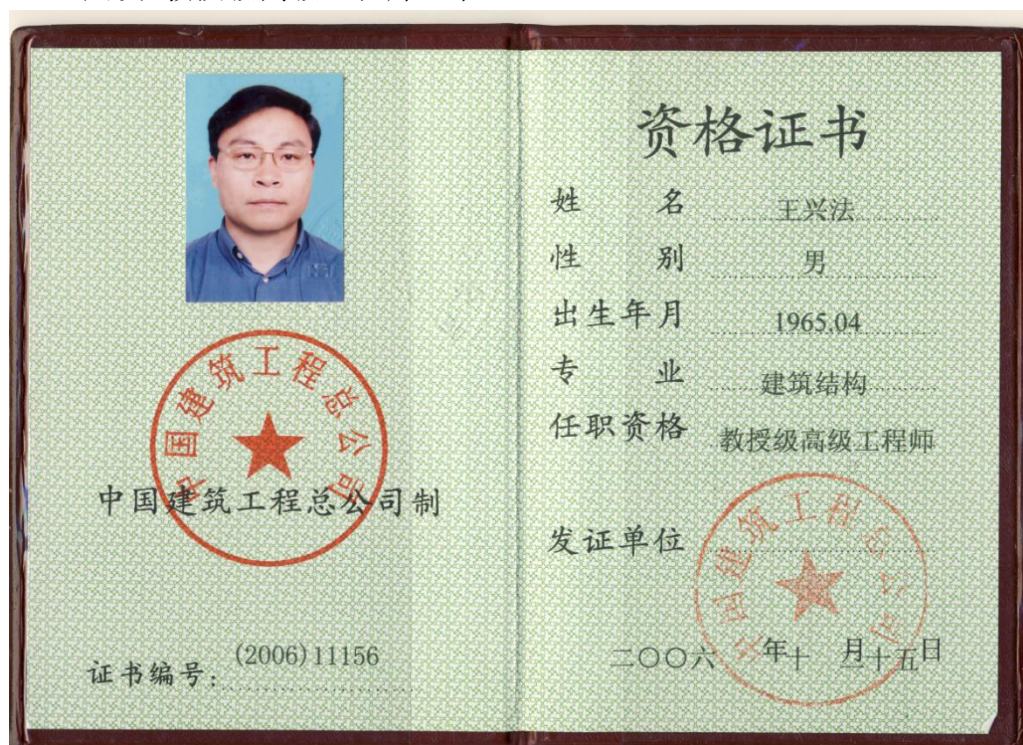 中国建筑工程总公司
中国建筑工程总公司制
证书编号：(2006)11156
资格证书
姓名 王兴法
性别 男
出生年月 1965.04
专业 建筑结构
任职资格 教授级高级工程师
发证单位
中国建筑工程总公司
二〇〇六年十月十五日